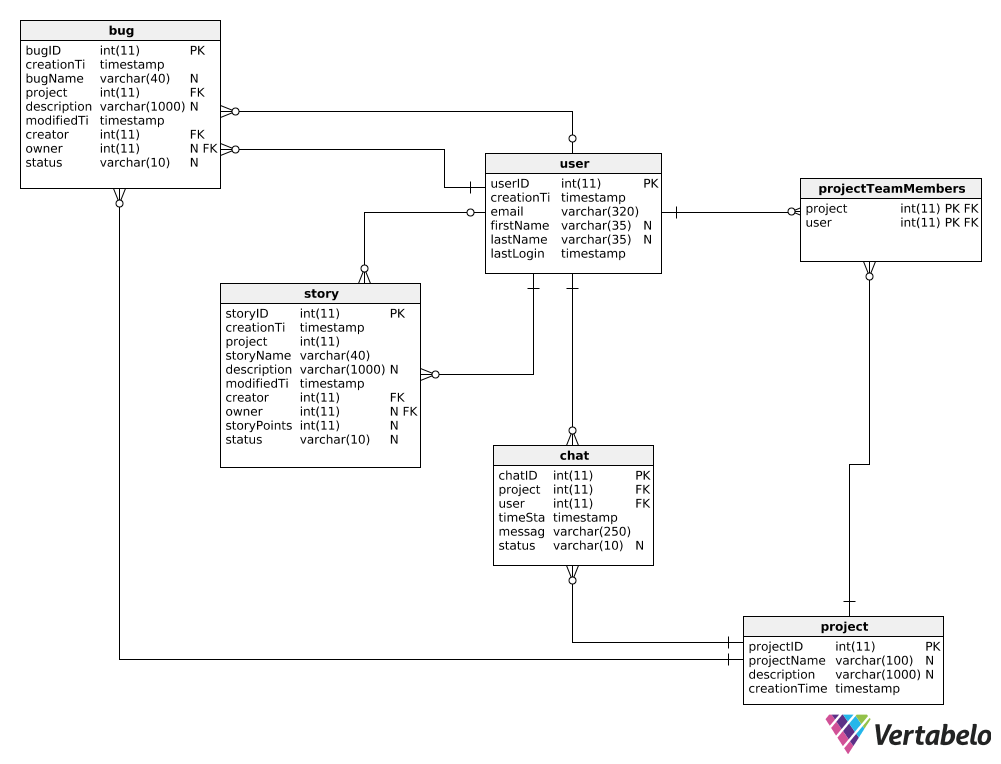 bug
bugID int(11) PK
creationTi timestamp
bugName varchar(40) N
project int(11) FK
description varchar(1000) N
modifiedTi timestamp
creator int(11) FK
owner int(11) N FK
status varchar(10) N
user
userID int(11) PK
creationTi timestamp
email varchar(320)
firstName varchar(35) N
lastName varchar(35) N
lastLogin timestamp
projectTeamMembers
project int(11) PK FK
user int(11) PK FK
story
storyID int(11) PK
creationTi timestamp
project int(11)
storyName varchar(40)
description varchar(1000) N
modifiedTi timestamp
creator int(11) FK
owner int(11) N FK
storyPoints int(11) N
status varchar(10) N
chat
chatID int(11) PK
project int(11) FK
user int(11) FK
timeSta timestamp
messag varchar(250)
status varchar(10) N
project
projectID int(11) PK
projectName varchar(100) N
description varchar(1000) N
creationTime timestamp
Vertabelo